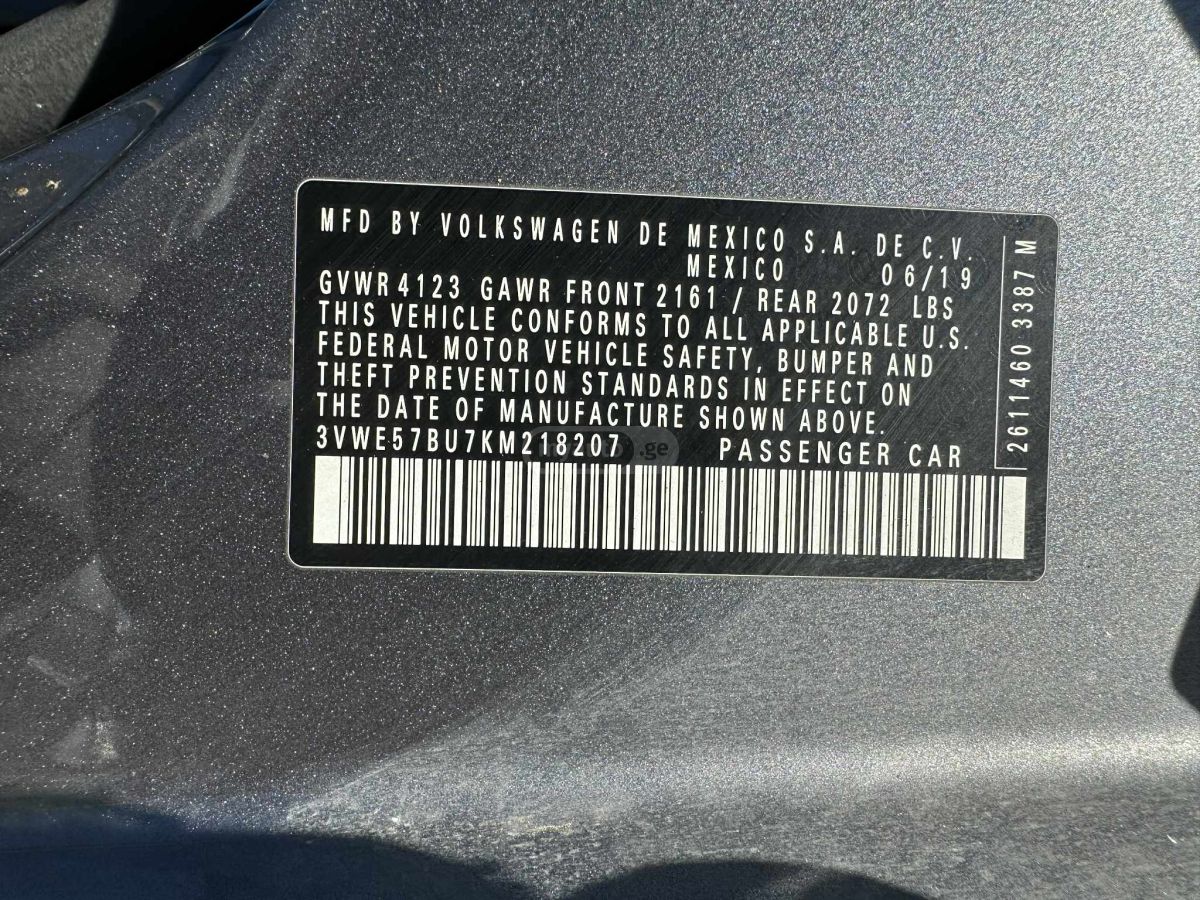 MFD BY VOLKSWAGEN DE MEXICO S.A. DE C.V.
MEXICO 06/19
GVWR 4123 GAWR FRONT 2161 / REAR 2072 LBS
THIS VEHICLE CONFORMS TO ALL APPLICABLE U.S.
FEDERAL MOTOR VEHICLE SAFETY, BUMPER AND
THEFT PREVENTION STANDARDS IN EFFECT ON
THE DATE OF MANUFACTURE SHOWN ABOVE.
3VWE57BU7KM218207 PASSENGER CAR
2611460 3387 M